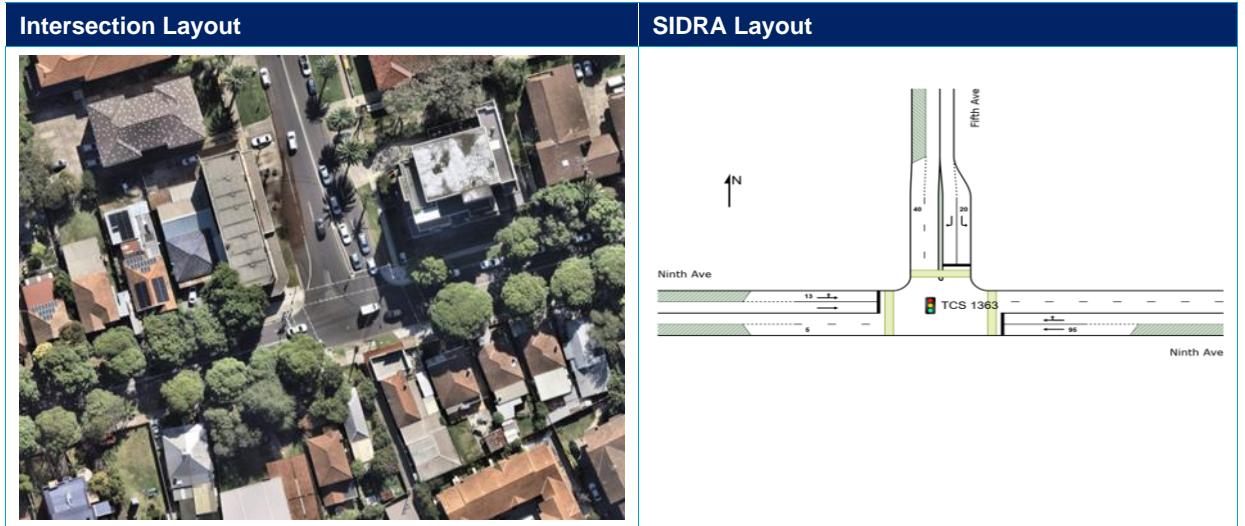 Intersection Layout
SIDRA Layout
Fifth Ave
N
40
20
Ninth Ave
13
TCS 1363
5
95
Ninth Ave